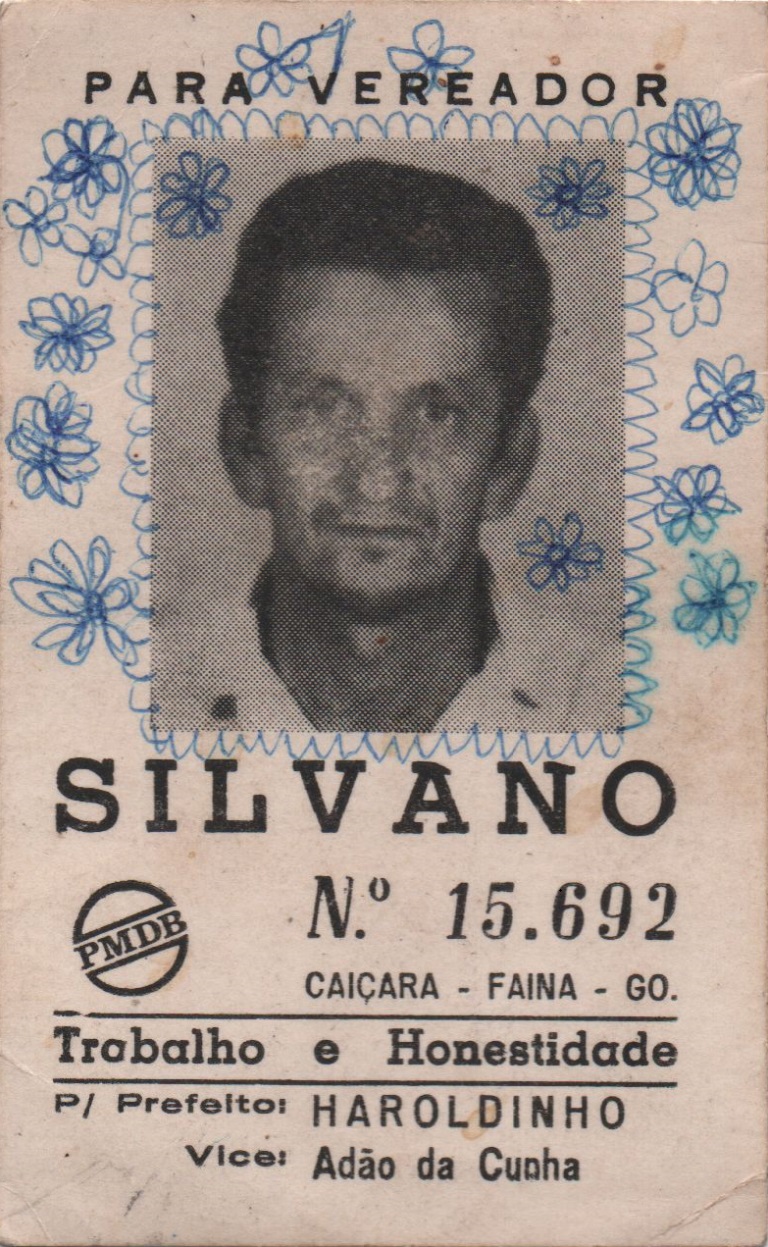 PARA VEREADOR
SILVANO
PMDB
N.º 15.692
CAIÇARA - FAINA - GO.
Trabalho e Honestidade
P/ Prefeito: HAROLDINHO
Vice: Adão da Cunha